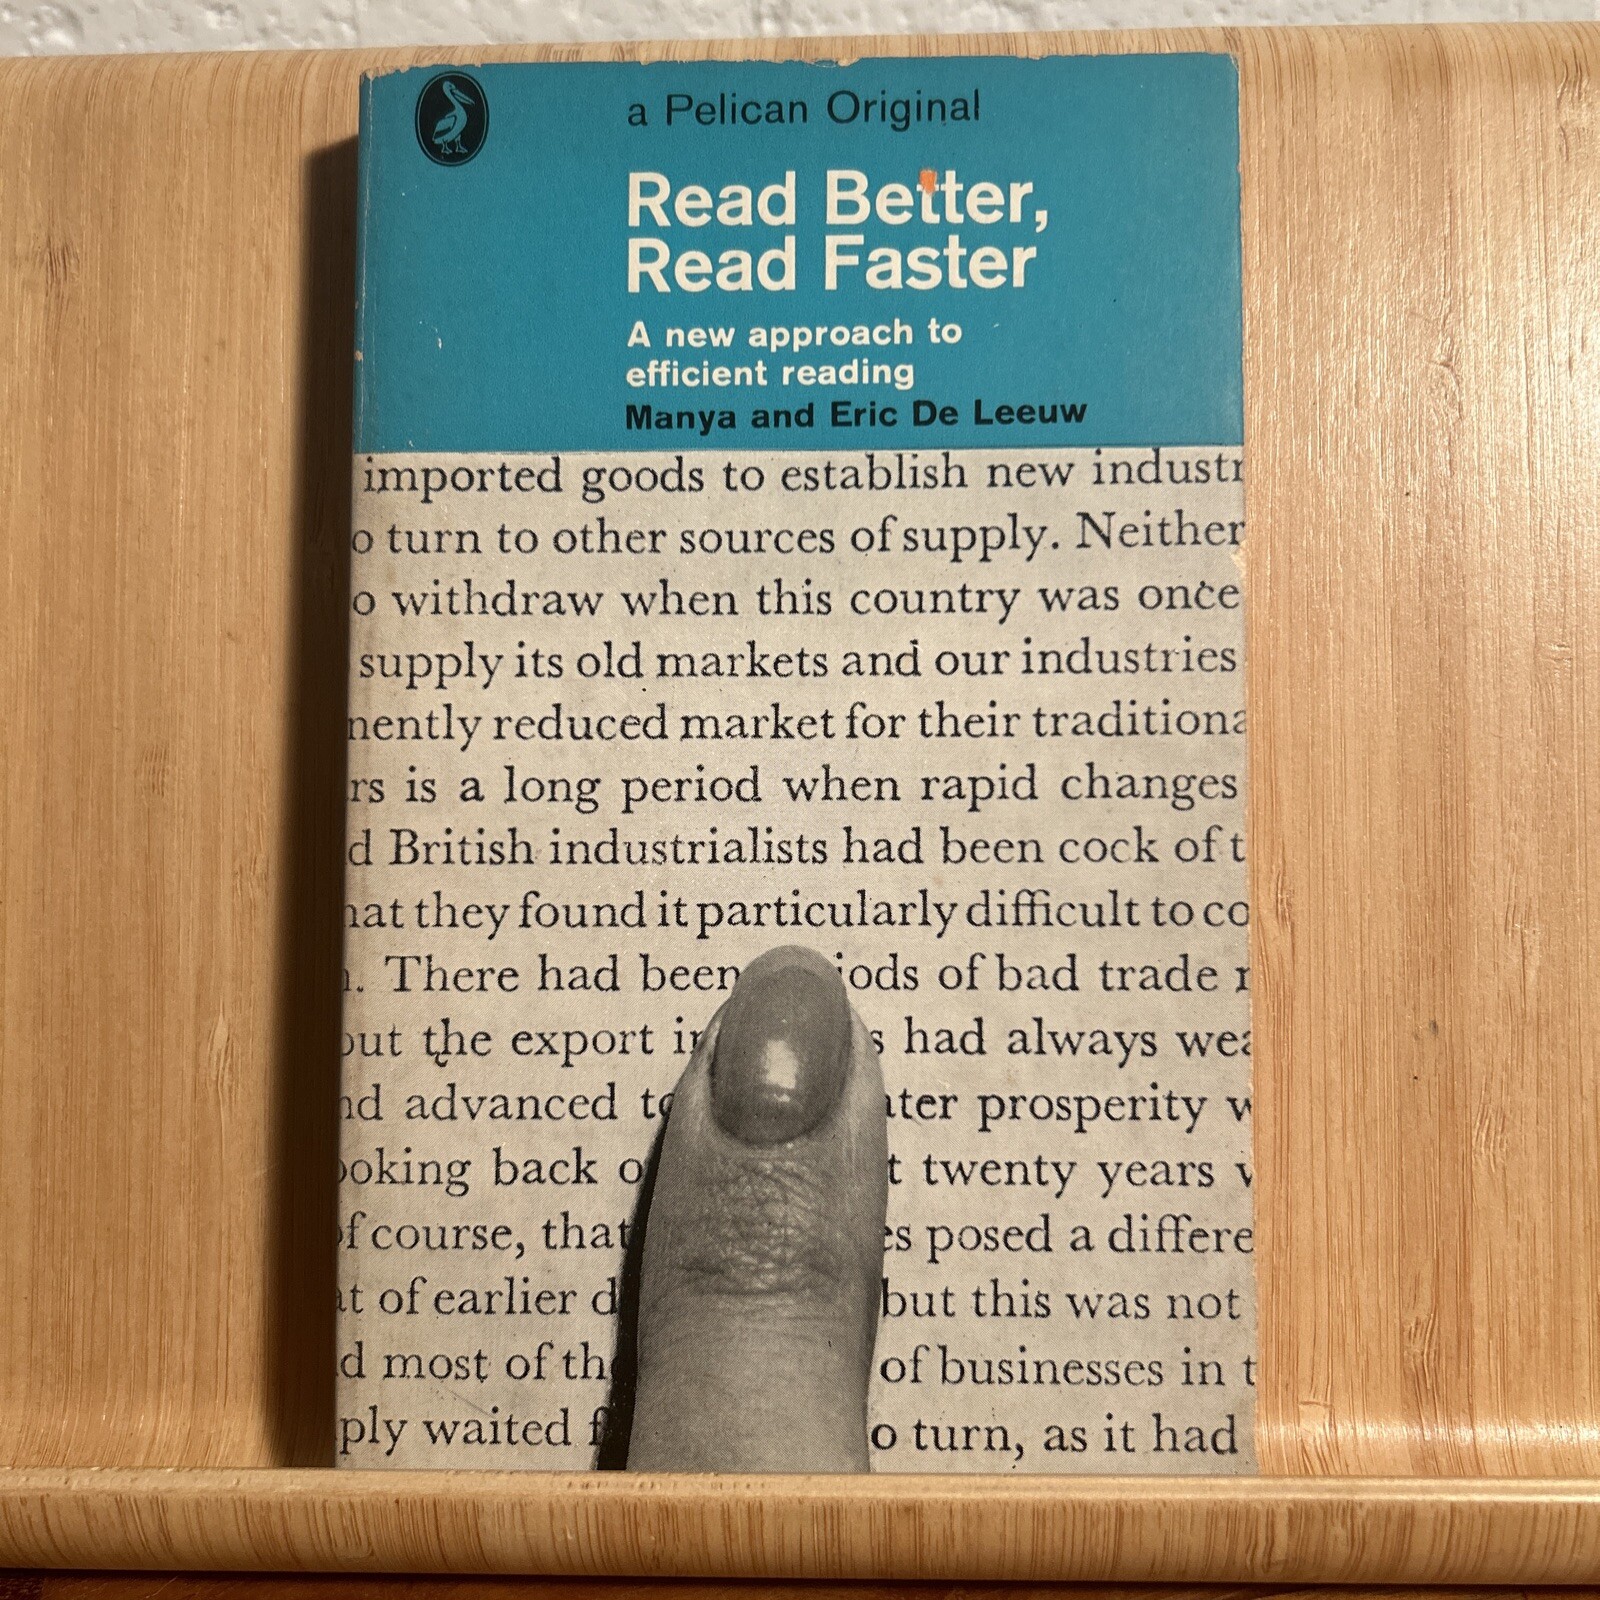 a Pelican Original
Read Better,
Read Faster
A new approach to
efficient reading
Manya and Eric De Leeuw
imported goods to establish new industr
o turn to other sources of supply. Neither
o withdraw when this country was once
supply its old markets and our industries
nently reduced market for their traditiona
rs is a long period when rapid changes
d British industrialists had been cock of t
hat they found it particularly difficult to co
n. There had been iods of bad trade r
out the export in s had always wea
nd advanced to ater prosperity w
ooking back o t twenty years v
of course, that es posed a differe
at of earlier d but this was not
d most of the of businesses in t
ply waited f o turn, as it had